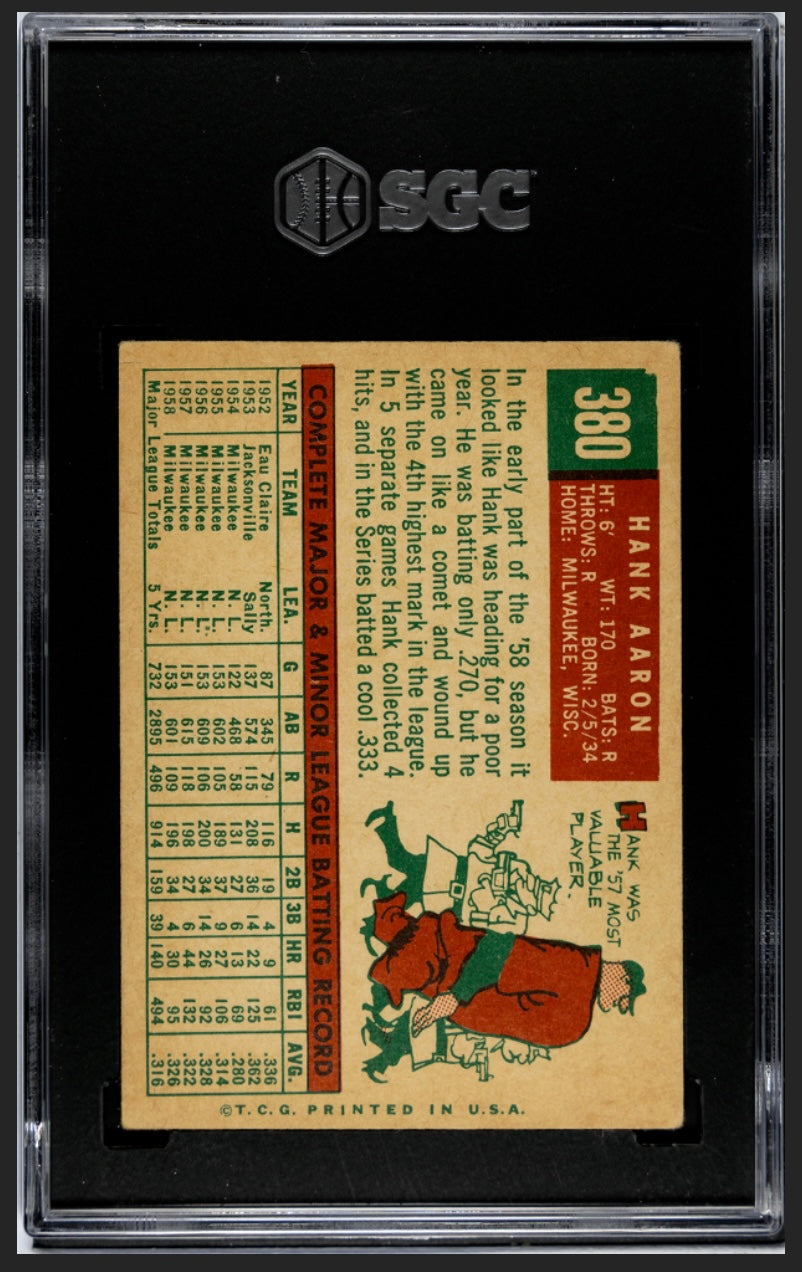 SGC
380
HANK AARON
HT: 6' WT: 170 BATS: R
THROWS: R BORN: 2/5/34
HOME: MILWAUKEE, WISC.
In the early part of the '58 season it
looked like Hank was heading for a poor
year. He was batting only .270, but he
came on like a comet and wound up
with the 4th highest mark in the league.
In 5 separate games Hank collected 4
hits, and in the Series batted a cool .333.
HANK WAS
THE '57 MOST
VALUABLE
PLAYER.
COMPLETE MAJOR & MINOR LEAGUE BATTING RECORD
YEAR TEAM LEA. G AB R H 2B 3B HR RBI AVG.
1952 Eau Claire North. 87 345 79 116 19 4 9 61 .336
1953 Jacksonville Sally 137 574 115 208 36 14 22 125 .362
1954 Milwaukee N. L. 122 468 58 131 27 6 13 69 .280
1955 Milwaukee N. L. 153 602 105 189 37 9 27 106 .314
1956 Milwaukee N. L. 153 609 106 200 34 14 26 92 .328
1957 Milwaukee N. L. 151 615 118 198 27 6 44 132 .322
1958 Milwaukee N. L. 153 601 109 196 34 4 30 95 .326
Major League Totals 5 Yrs. 732 2895 496 914 159 39 140 494 .316
©T.C.G. PRINTED IN U.S.A.